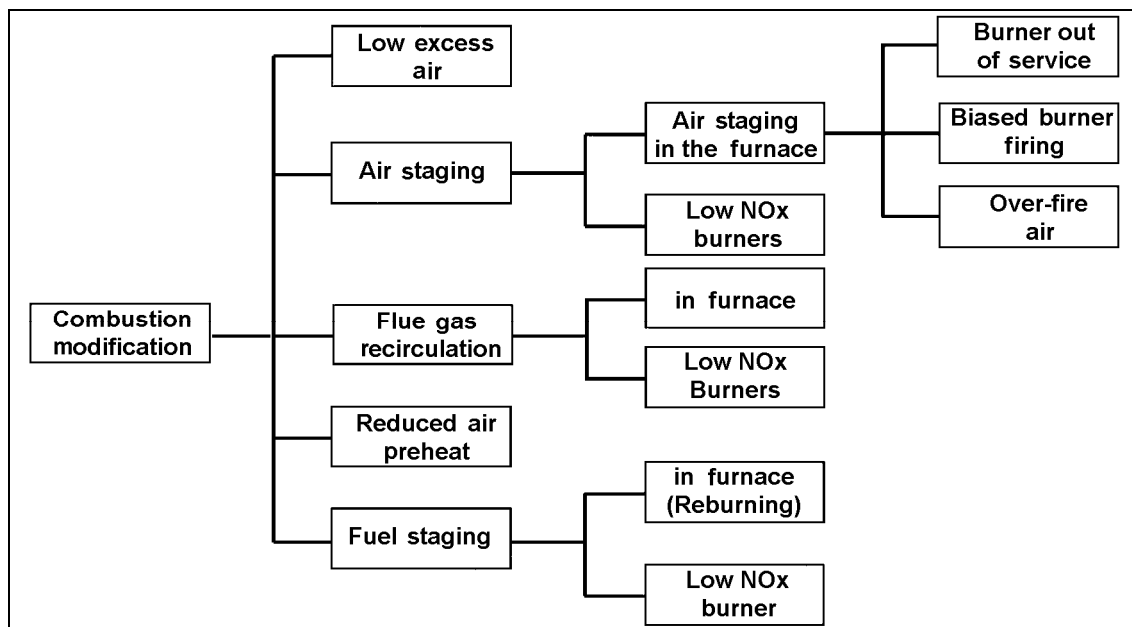 Low excess
air
Burner out
of service
Air staging
in the furnace
Biased burner
firing
Air staging
Low NOx
burners
Over-fire
air
Combustion
modification
Flue gas
recirculation
in furnace
Low NOx
Burners
Reduced air
preheat
in furnace
(Reburning)
Fuel staging
Low NOx
burner